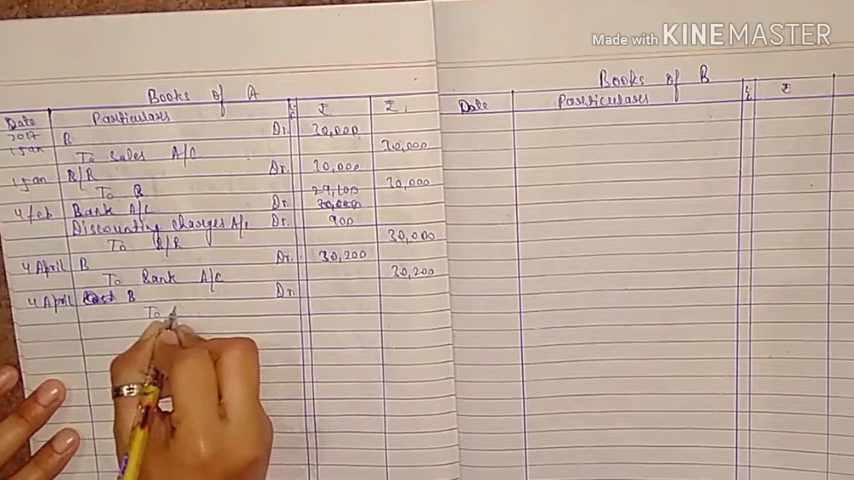 Made with KINEMASTER
Books of A
Date Particulars L.F ₹ ₹
2017
1 Jan B Dr. 30,000
To Sales A/C 30,000
1 Jan B/R Dr. 30,000
To B 30,000
29,100
4 Feb Bank A/C Dr. 30,000
Discounting charges A/c Dr. 900
To B/R 30,000
4 April B Dr. 30,200
To Bank A/C 30,200
4 April B Dr.
To
Books of B
Date Particulars L.F ₹